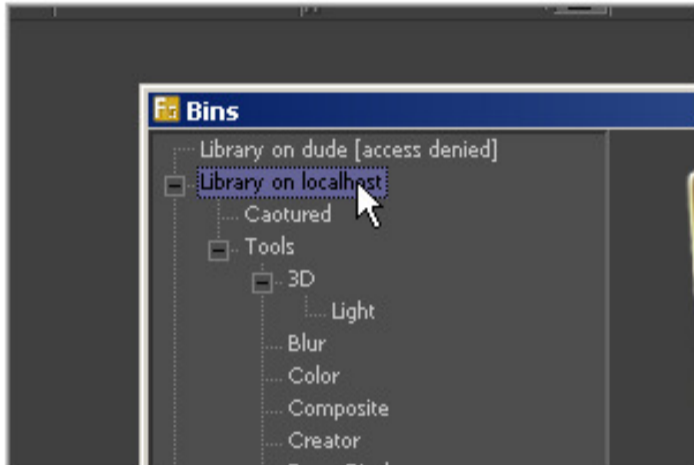 Bins
Library on dude [access denied]
Library on localhost
Caotured
Tools
3D
Light
Blur
Color
Composite
Creator